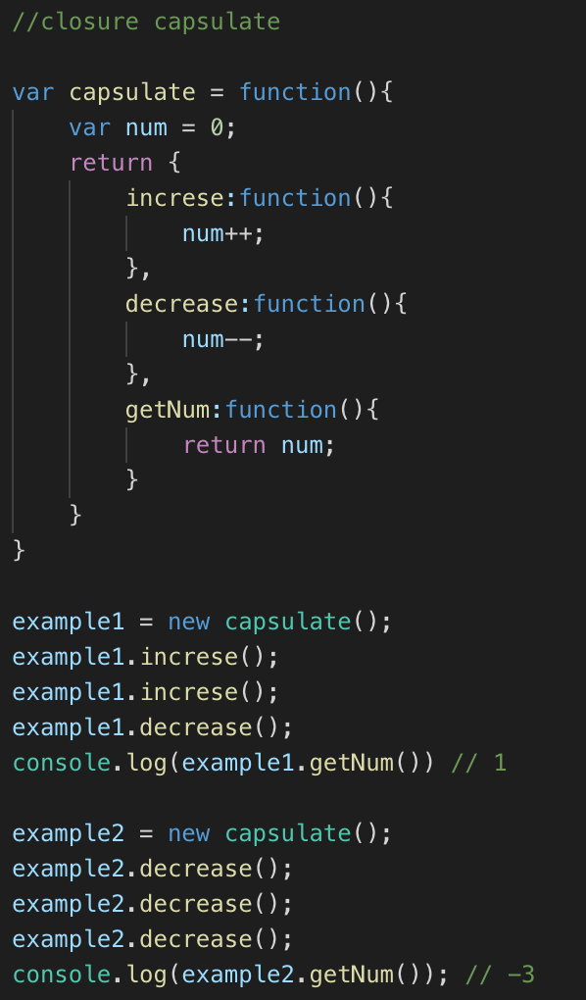 //closure capsulate
var capsulate = function(){
    var num = 0;
    return {
        increse:function(){
            num++;
        },
        decrease:function(){
            num--;
        },
        getNum:function(){
            return num;
        }
    }
}
example1 = new capsulate();
example1.increse();
example1.increse();
example1.decrease();
console.log(example1.getNum()) // 1
example2 = new capsulate();
example2.decrease();
example2.decrease();
example2.decrease();
console.log(example2.getNum()); // -3